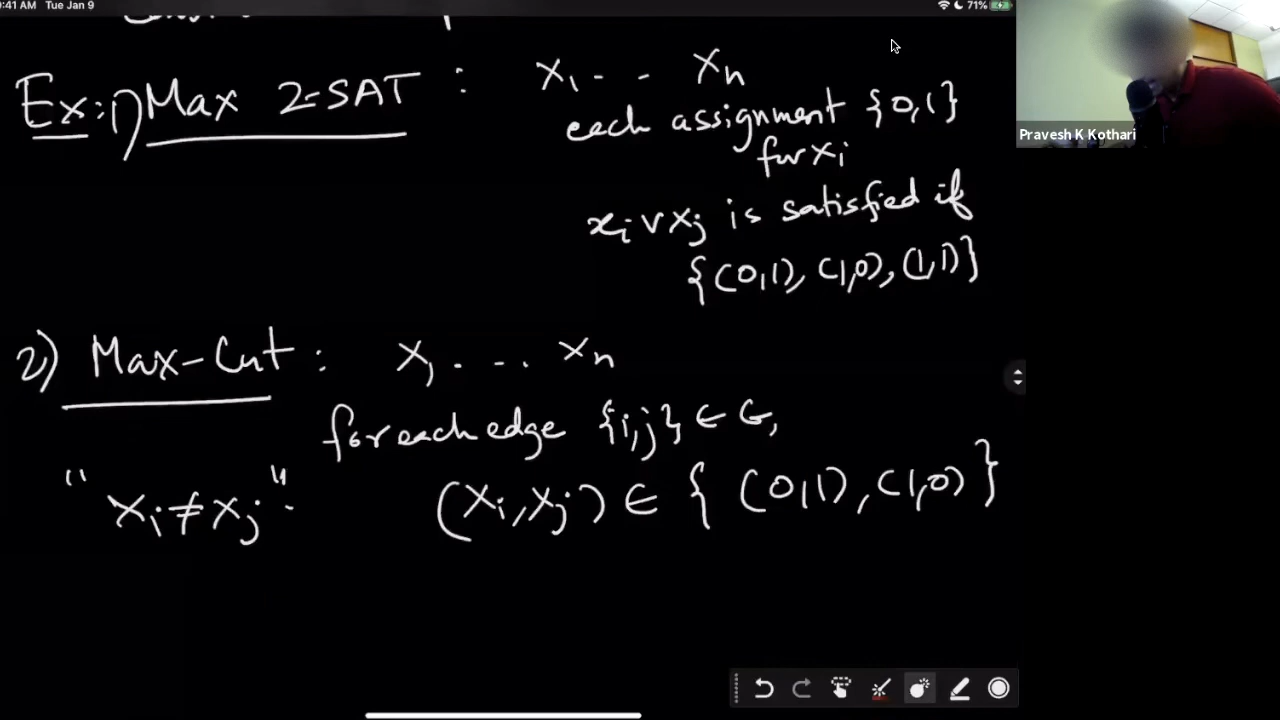 :41 AM Tue Jan 9
71%
Ex:1) Max 2-SAT : x1 - - - xn
each assignment {0,1}
for xi
xi ∨ xj is satisfied if
{(0,1), (1,0), (1,1)}
Pravesh K Kothari
2) Max-Cut : x1 . - - . xn
for each edge {i,j} ∈ G,
"xi ≠ xj". (xi, xj) ∈ { (0,1), (1,0) }